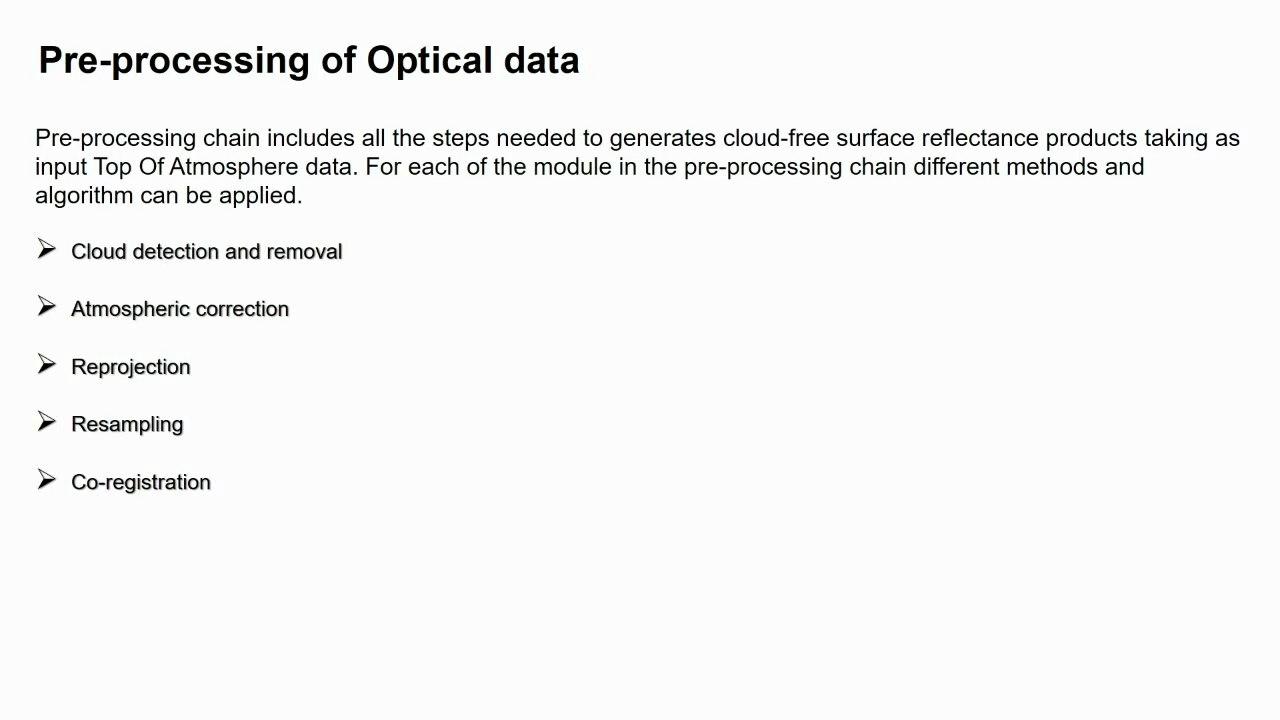 Pre-processing of Optical data
Pre-processing chain includes all the steps needed to generates cloud-free surface reflectance products taking as
input Top Of Atmosphere data. For each of the module in the pre-processing chain different methods and
algorithm can be applied.
Cloud detection and removal
Atmospheric correction
Reprojection
Resampling
Co-registration